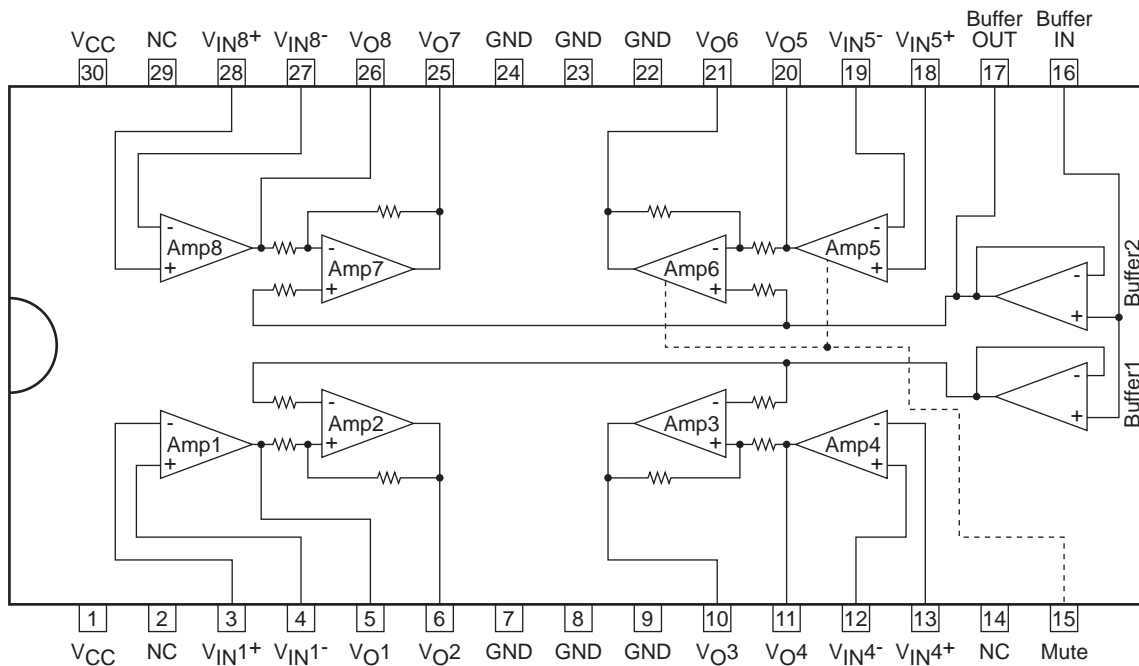 VCC NC VIN8+ VIN8- VO8 VO7 GND GND GND VO6 VO5 VIN5- VIN5+ Buffer OUT Buffer IN
30 29 28 27 26 25 24 23 22 21 20 19 18 17 16
- Amp8 +
- Amp7 +
- Amp6 +
- Amp5 +
- + Buffer2
- + Buffer1
- Amp1 +
- Amp2 +
- Amp3 +
- Amp4 +
1 2 3 4 5 6 7 8 9 10 11 12 13 14 15
VCC NC VIN1+ VIN1- VO1 VO2 GND GND GND VO3 VO4 VIN4- VIN4+ NC Mute